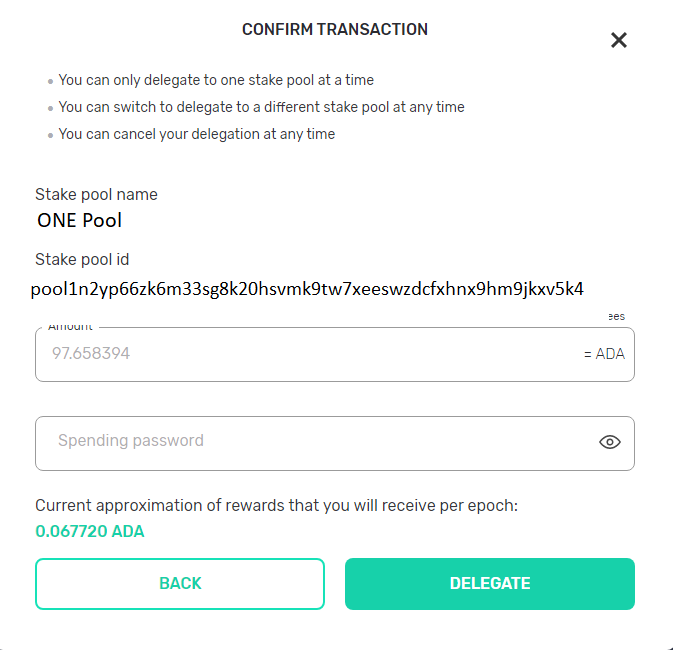 CONFIRM TRANSACTION
You can only delegate to one stake pool at a time
You can switch to delegate to a different stake pool at any time
You can cancel your delegation at any time
Stake pool name
ONE Pool
Stake pool id
pool1n2yp66zk6m33sg8k20hsvmk9tw7xeeswzdcfxhnx9hm9jkxv5k4
ees
Amount
97.658394 = ADA
Spending password
Current approximation of rewards that you will receive per epoch:
0.067720 ADA
BACK DELEGATE